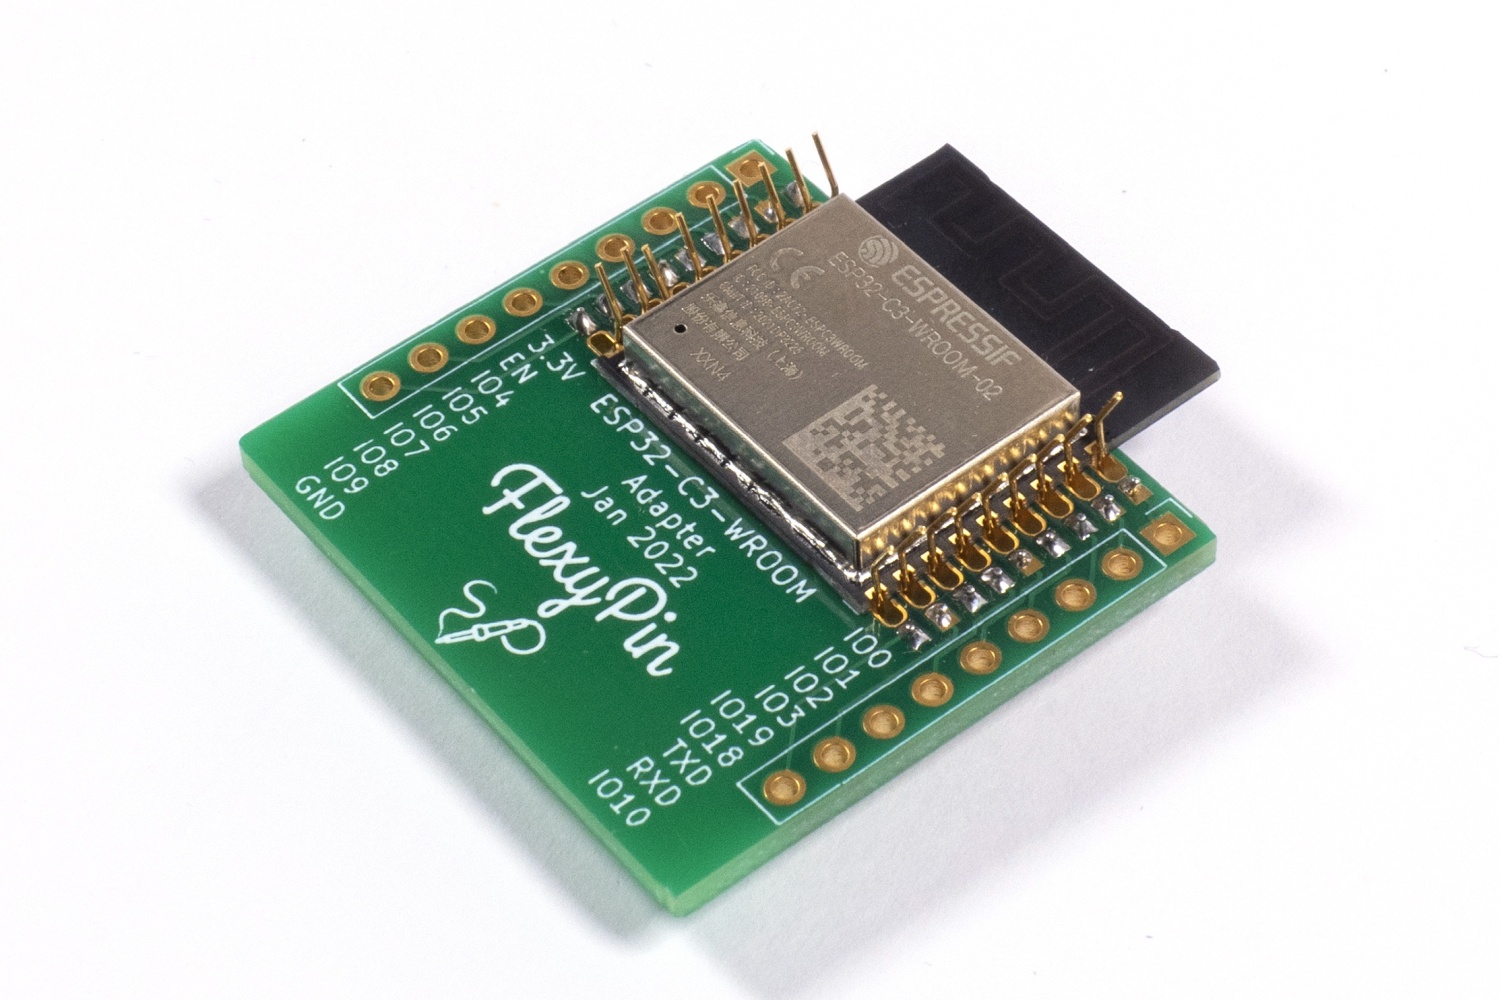 ESPRESSIF
ESP32-C3-WROOM-02
CE
XXN4
3.3V
EN
IO4
IO5
IO6
IO7
IO8
IO9
GND
ESP32-C3-WROOM
Adapter
Jan 2022
FlexyPin
IO0
IO1
IO2
IO3
IO19
IO18
TXD
RXD
IO10